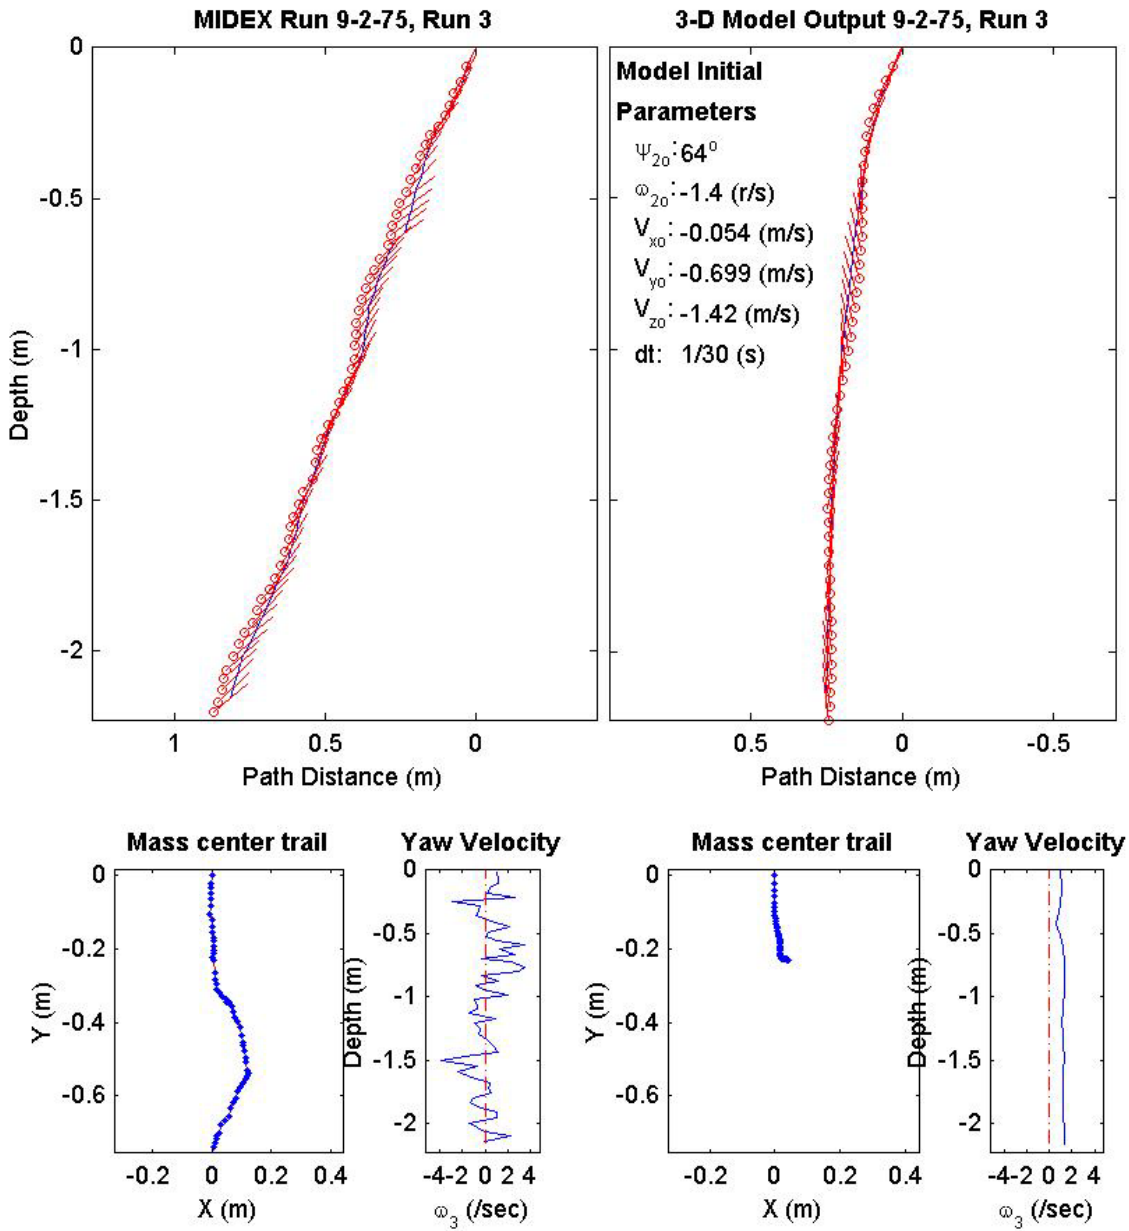 MIDEX Run 9-2-75, Run 3
3-D Model Output 9-2-75, Run 3
0
-0.5
-1
-1.5
-2
Depth (m)
1
0.5
0
Path Distance (m)
Model Initial
Parameters
Ψ2o: 64o
ω2o: -1.4 (r/s)
Vxo: -0.054 (m/s)
Vyo: -0.699 (m/s)
Vzo: -1.42 (m/s)
dt: 1/30 (s)
0.5
0
-0.5
Path Distance (m)
Mass center trail
0
-0.2
-0.4
-0.6
Y (m)
-0.2
0
0.2
0.4
X (m)
Yaw Velocity
0
-0.5
-1
-1.5
-2
Depth (m)
-4-2 0 2 4
ω3 (/sec)
Mass center trail
0
-0.2
-0.4
-0.6
Y (m)
-0.2
0
0.2
0.4
X (m)
Yaw Velocity
0
-0.5
-1
-1.5
-2
Depth (m)
-4-2 0 2 4
ω3 (/sec)